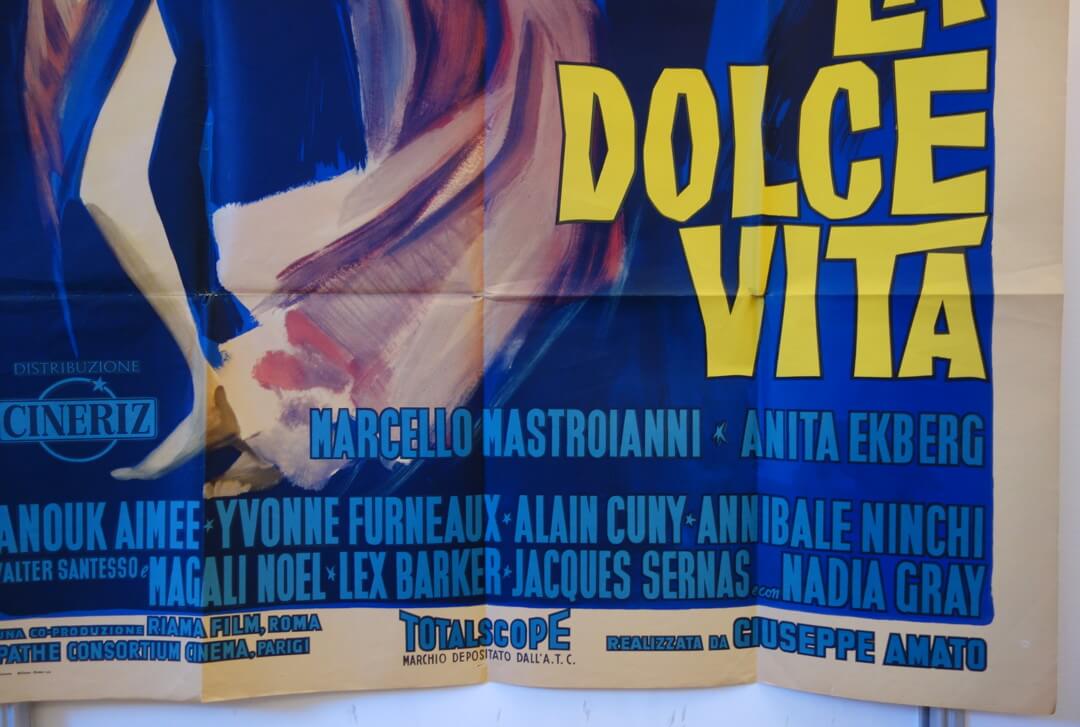 LA
DOLCE
VITA
DISTRIBUZIONE
CINERIZ
MARCELLO MASTROIANNI ★ ANITA EKBERG
ANOUK AIMEE ★ YVONNE FURNEAUX ★ ALAIN CUNY ★ ANNIBALE NINCHI
VALTER SANTESSO e MAGALI NOEL ★ LEX BARKER ★ JACQUES SERNAS e con NADIA GRAY
UNA CO-PRODUZIONE RIAMA FILM, ROMA
PATHE CONSORTIUM CINEMA, PARIGI
TOTALSCOPE
MARCHIO DEPOSITATO DALL'A.T.C.
REALIZZATA DA GIUSEPPE AMATO